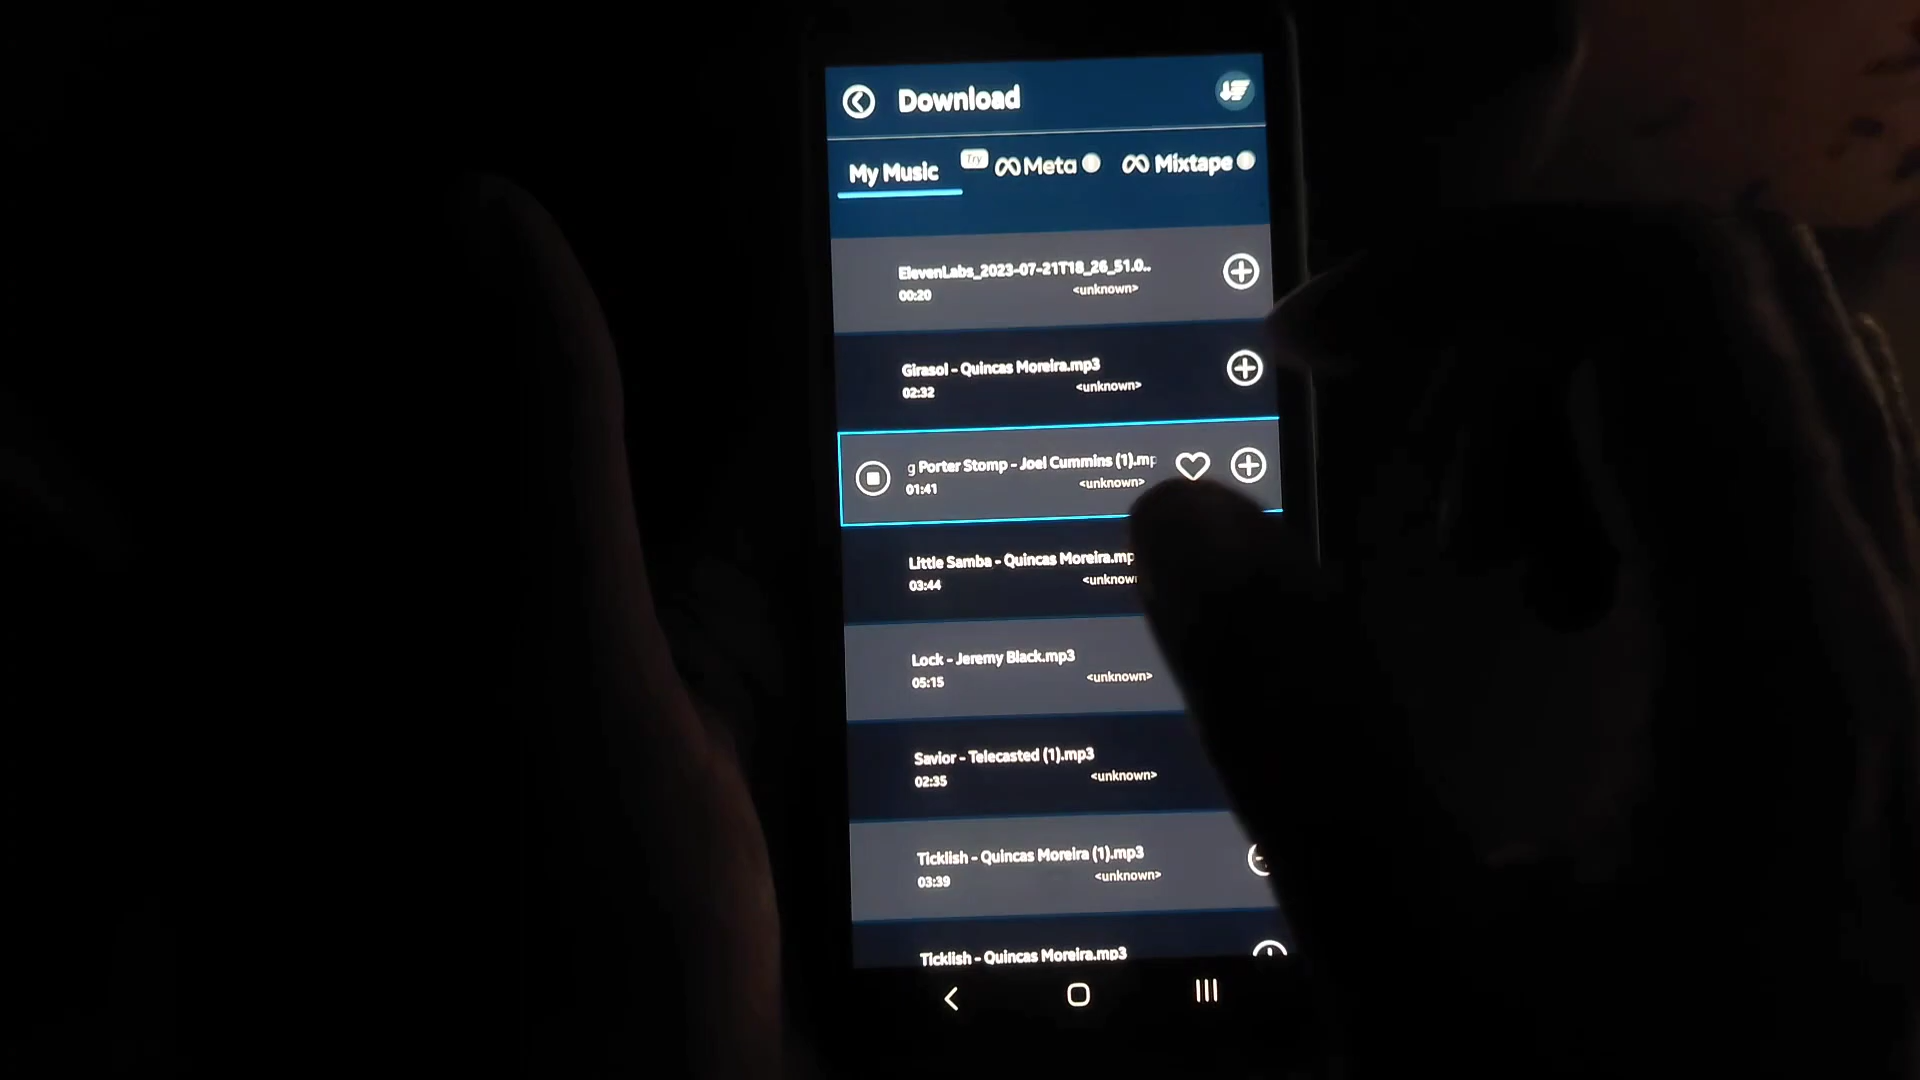 Download
My Music
Try
Meta
Mixtape
ElevenLabs_2023-07-21T18_26_51.0..
00:20 <unknown>
Girasol - Quincas Moreira.mp3
02:32 <unknown>
g Porter Stomp - Joel Cummins (1).mp
01:41 <unknown>
Little Samba - Quincas Moreira.mp
03:44 <unknown
Lock - Jeremy Black.mp3
05:15 <unknown>
Savior - Telecasted (1).mp3
02:35 <unknown>
Ticklish - Quincas Moreira (1).mp3
03:39 <unknown>
Ticklish - Quincas Moreira.mp3